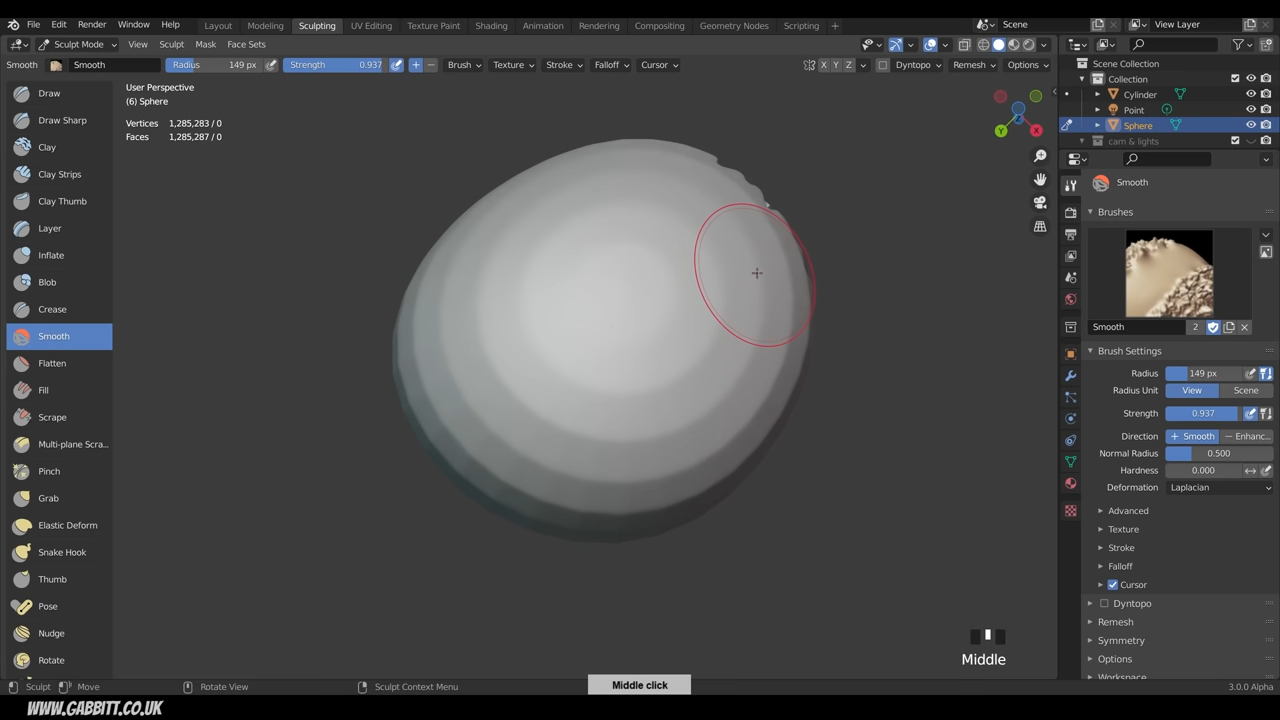 File Edit Render Window Help Layout Modeling Sculpting UV Editing Texture Paint Shading Animation Rendering Compositing Geometry Nodes Scripting + Scene View Layer
Sculpt Mode View Sculpt Mask Face Sets
Smooth Smooth Radius 149 px Strength 0.937 + − Brush Texture Stroke Falloff Cursor X Y Z Dyntopo Remesh Options
Draw
Draw Sharp
Clay
Clay Strips
Clay Thumb
Layer
Inflate
Blob
Crease
Smooth
Flatten
Fill
Scrape
Multi-plane Scra...
Pinch
Grab
Elastic Deform
Snake Hook
Thumb
Pose
Nudge
Rotate
User Perspective
(6) Sphere
Vertices 1,285,283 / 0
Faces 1,285,287 / 0
Y X
Middle
Scene Collection
Collection
Cylinder
Point
Sphere
cam & lights
Smooth
Brushes
Smooth 2
Brush Settings
Radius 149 px
Radius Unit View Scene
Strength 0.937
Direction + Smooth − Enhanc...
Normal Radius 0.500
Hardness 0.000
Deformation Laplacian
Advanced
Texture
Stroke
Falloff
Cursor
Dyntopo
Remesh
Symmetry
Options
Workspace
Sculpt Move Rotate View Sculpt Context Menu Middle click 3.0.0 Alpha
WWW.GABBITT.CO.UK